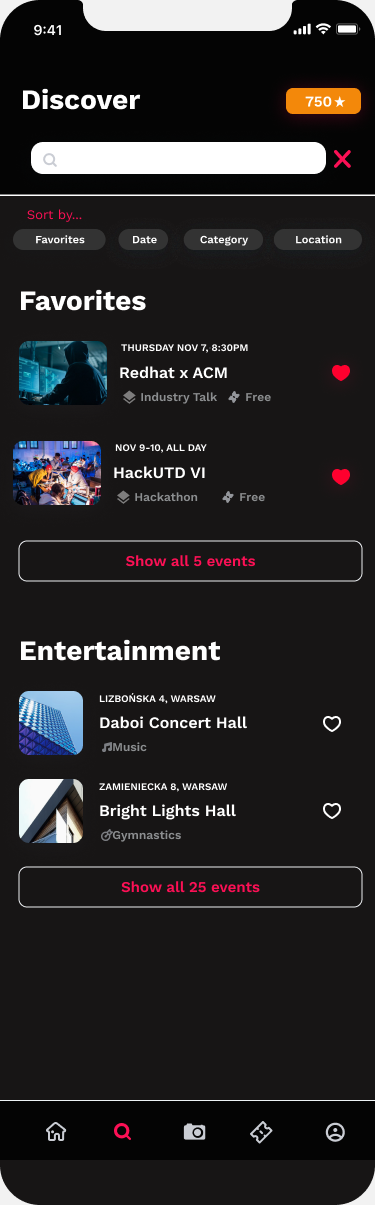 9:41
Discover
750★
Sort by...
Favorites Date Category Location
Favorites
THURSDAY NOV 7, 8:30PM
Redhat x ACM
Industry Talk Free
NOV 9-10, ALL DAY
HackUTD VI
Hackathon Free
Show all 5 events
Entertainment
LIZBOŃSKA 4, WARSAW
Daboi Concert Hall
Music
ZAMIENIECKA 8, WARSAW
Bright Lights Hall
Gymnastics
Show all 25 events